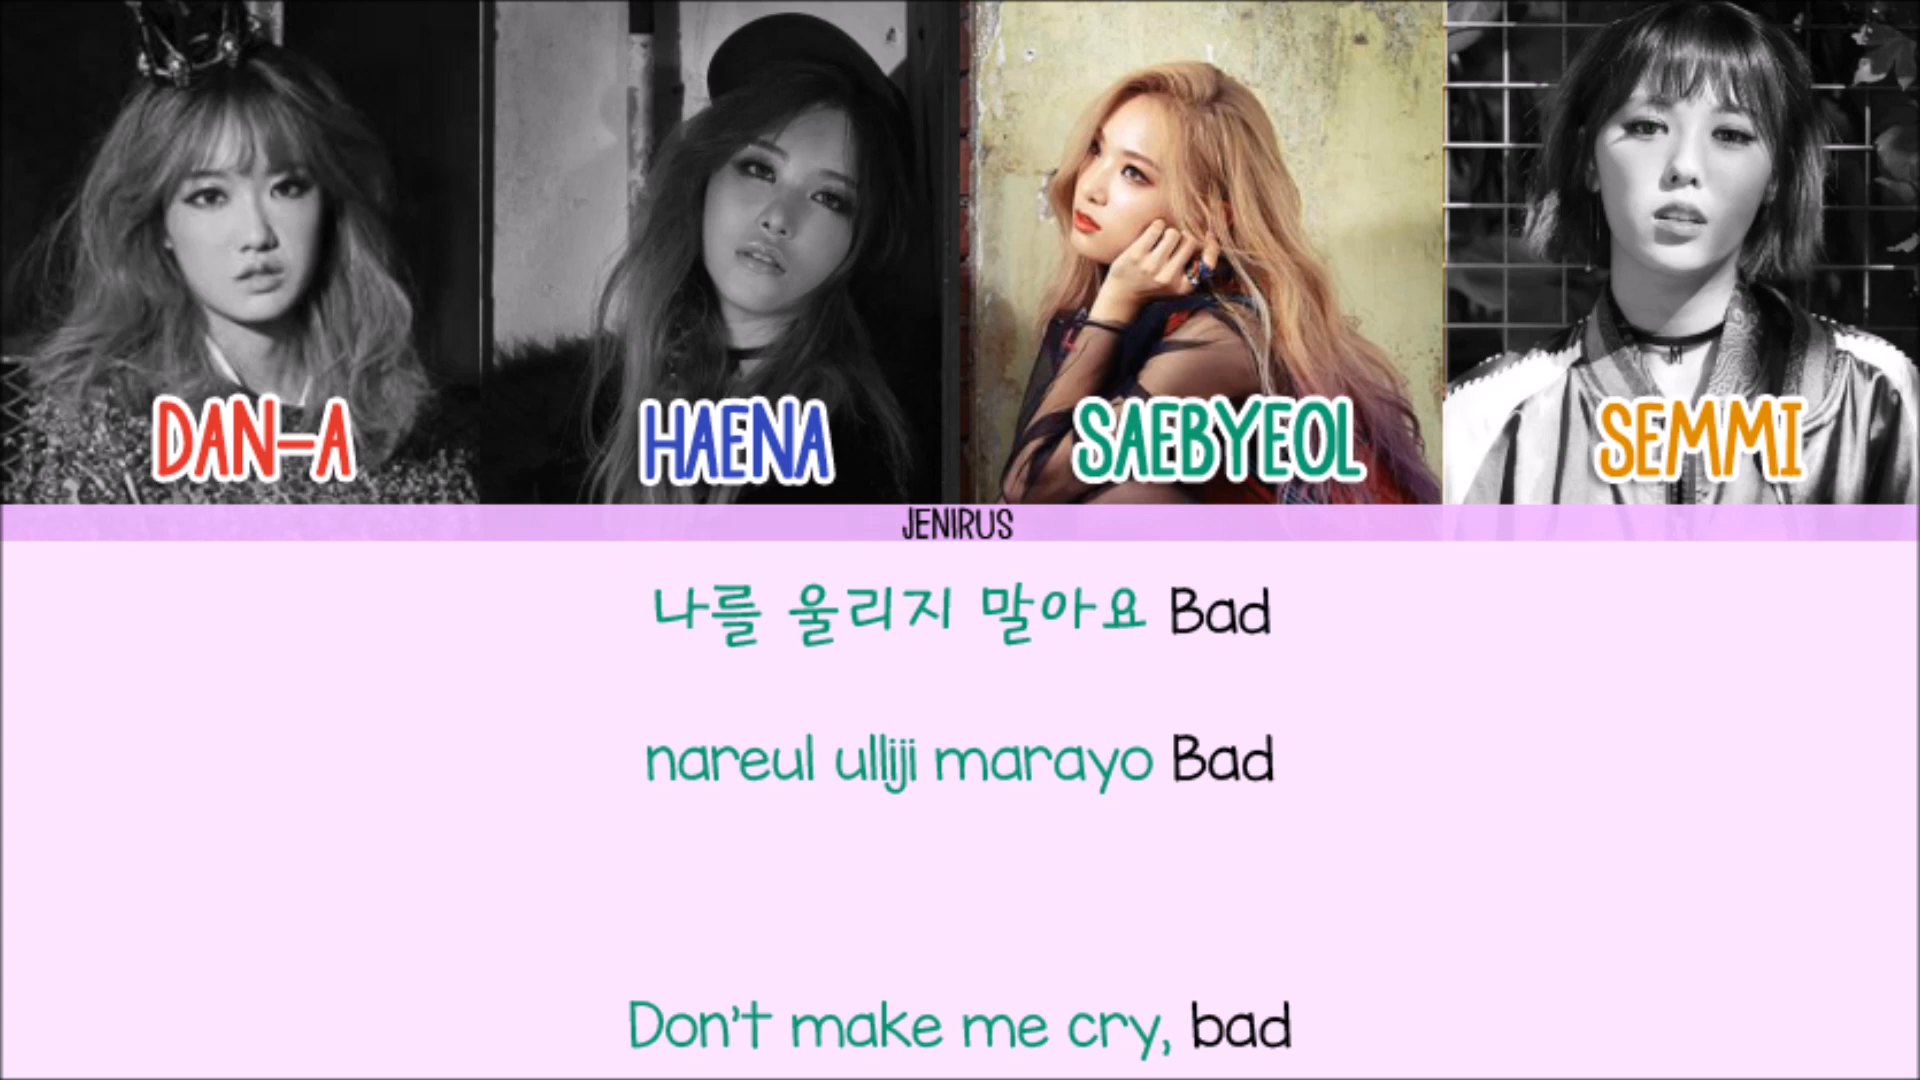 DAN-A
HAENA
SAEBYEOL
SEMMI
JENIRUS
나를 울리지 말아요 Bad
nareul ulliji marayo Bad
Don't make me cry, bad